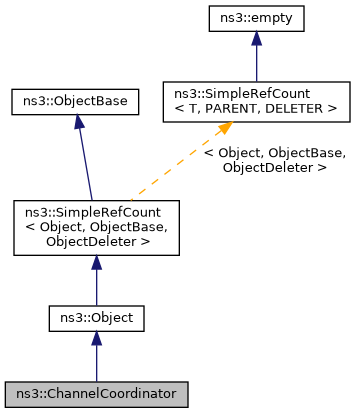 ns3::empty
ns3::ObjectBase
ns3::SimpleRefCount
< T, PARENT, DELETER >
< Object, ObjectBase,
ObjectDeleter >
ns3::SimpleRefCount
< Object, ObjectBase,
ObjectDeleter >
ns3::Object
ns3::ChannelCoordinator